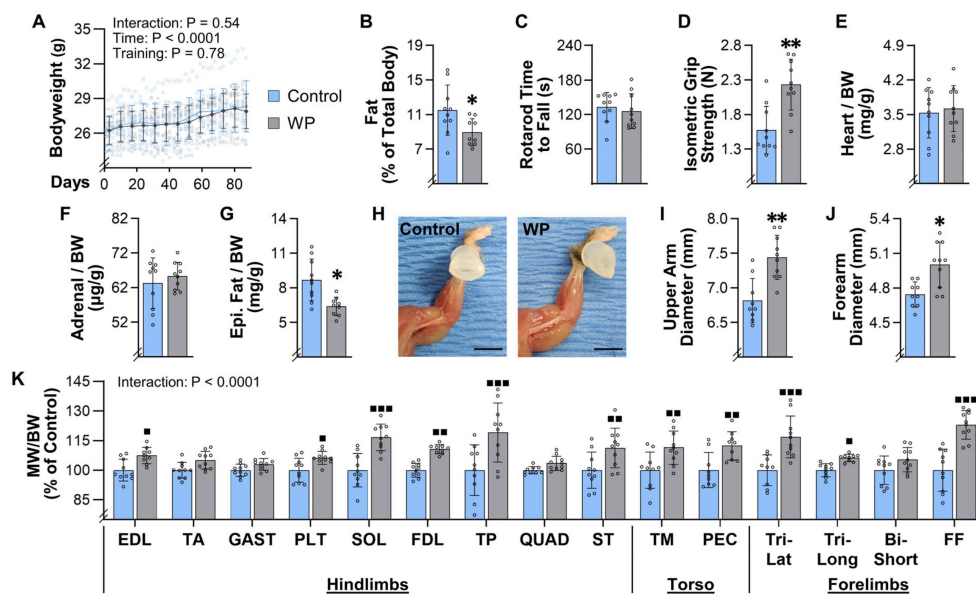 A
Interaction: P = 0.54
Time: P < 0.0001
Training: P = 0.78
Bodyweight (g)
35
32
29
26
Days
0 20 40 60 80
Control
WP
B
Fat
(% of Total Body)
19
15
11
7
*
C
Rotarod Time
to Fall (s)
240
180
120
60
D
Isometric Grip
Strength (N)
2.8
2.3
1.8
1.3
**
E
Heart / BW
(mg/g)
4.9
4.2
3.5
2.8
F
Adrenal / BW
(µg/g)
82
72
62
52
G
Epi. Fat / BW
(mg/g)
14
11
8
5
*
H
Control
WP
I
Upper Arm
Diameter (mm)
8.0
7.5
7.0
6.5
**
J
Forearm
Diameter (mm)
5.4
5.1
4.8
4.5
*
K
Interaction: P < 0.0001
MW/BW
(% of Control)
145
130
115
100
85
EDL TA GAST PLT SOL FDL TP QUAD ST TM PEC Tri-Lat Tri-Long Bi-Short FF
Hindlimbs Torso Forelimbs